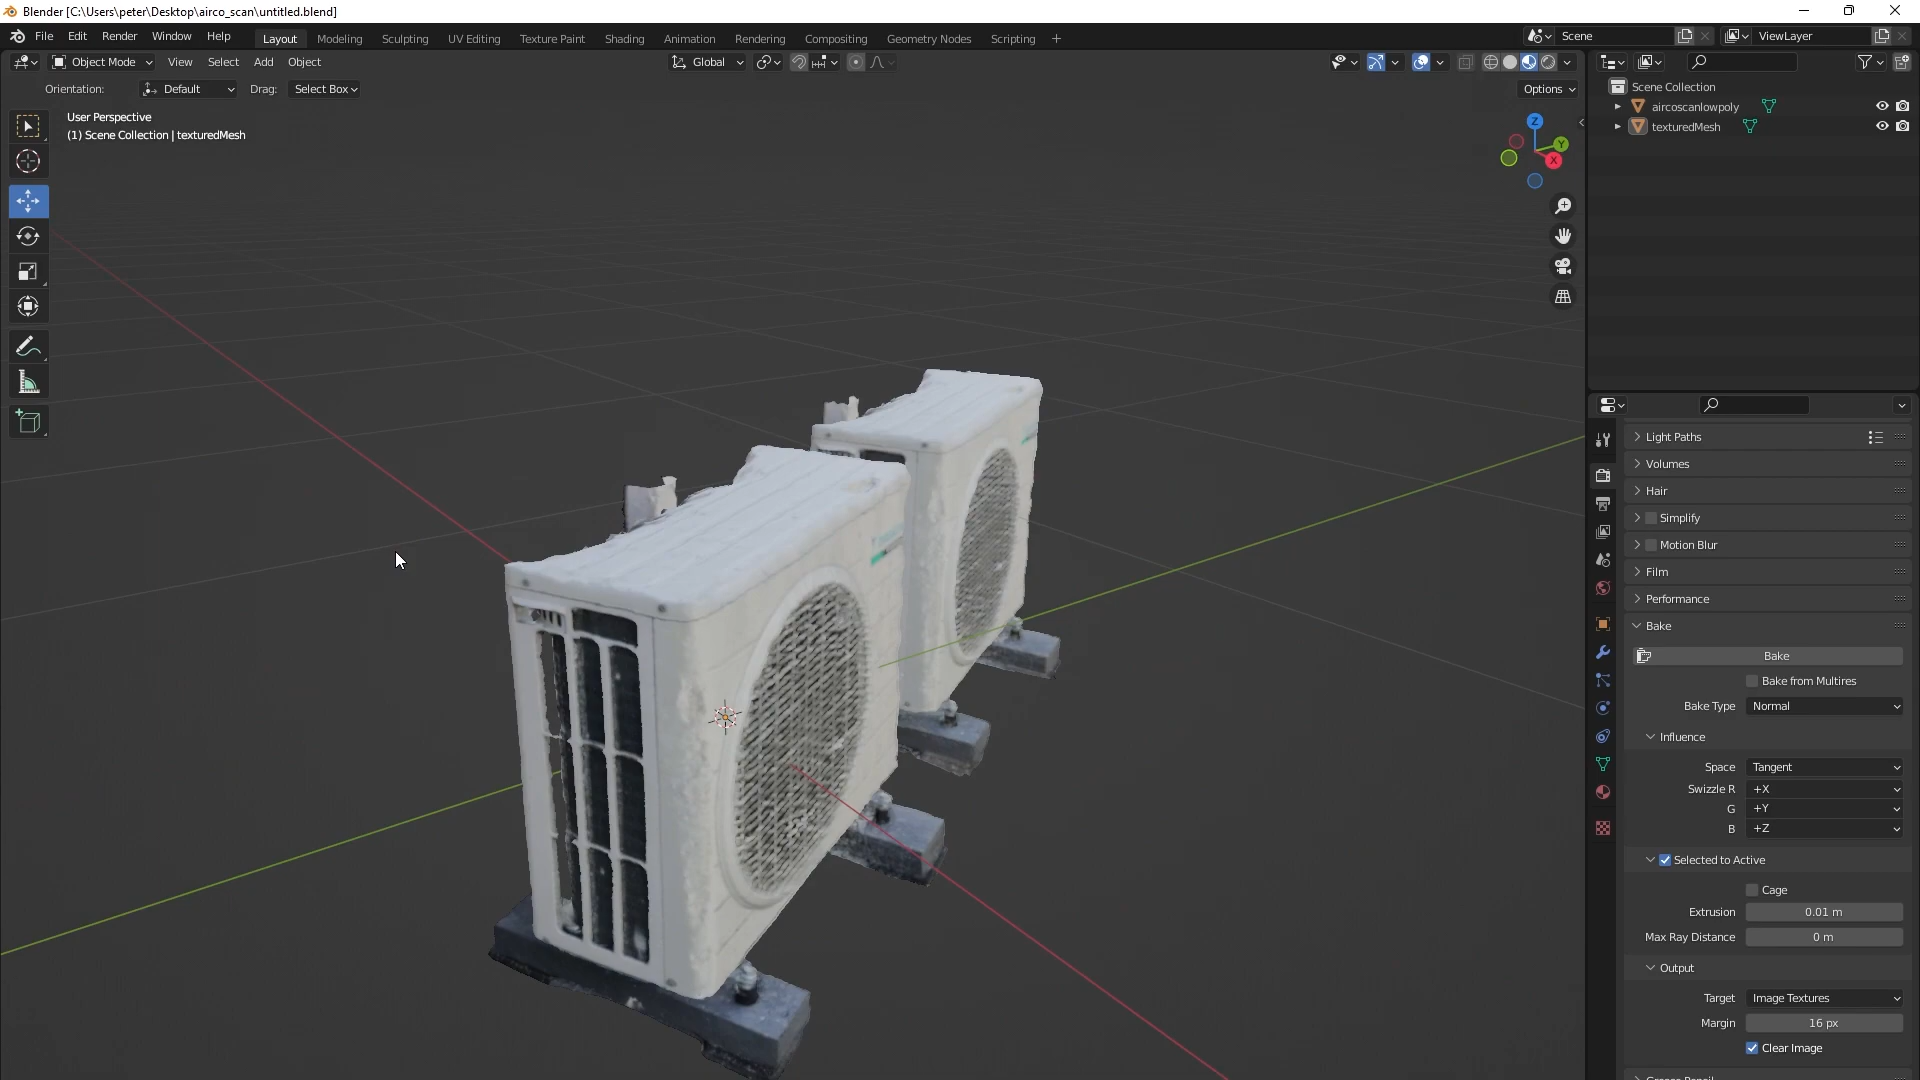 Blender [C:\Users\peter\Desktop\airco_scan\untitled.blend]
File Edit Render Window Help Layout Modeling Sculpting UV Editing Texture Paint Shading Animation Rendering Compositing Geometry Nodes Scripting + Scene ViewLayer
Object Mode View Select Add Object Global
Orientation: Default Drag: Select Box Options
User Perspective
(1) Scene Collection | texturedMesh
Z
Y
X
Scene Collection
aircoscanlowpoly
texturedMesh
Light Paths
Volumes
Hair
Simplify
Motion Blur
Film
Performance
Bake
Bake
Bake from Multires
Bake Type Normal
Influence
Space Tangent
Swizzle R +X
G +Y
B +Z
Selected to Active
Cage
Extrusion 0.01 m
Max Ray Distance 0 m
Output
Target Image Textures
Margin 16 px
Clear Image